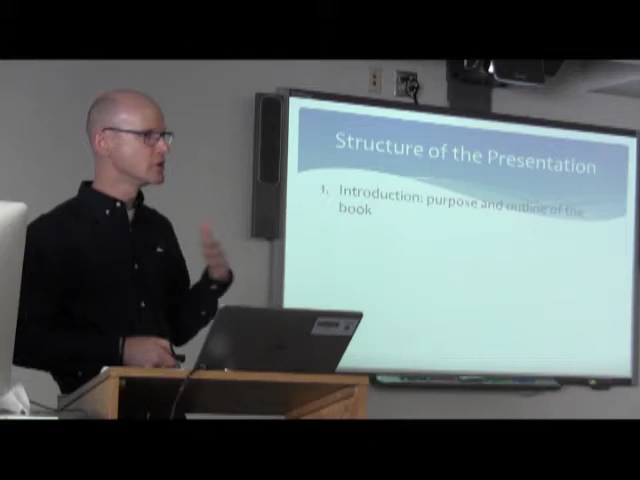 Structure of the Presentation
1. Introduction: purpose and outline of the
book